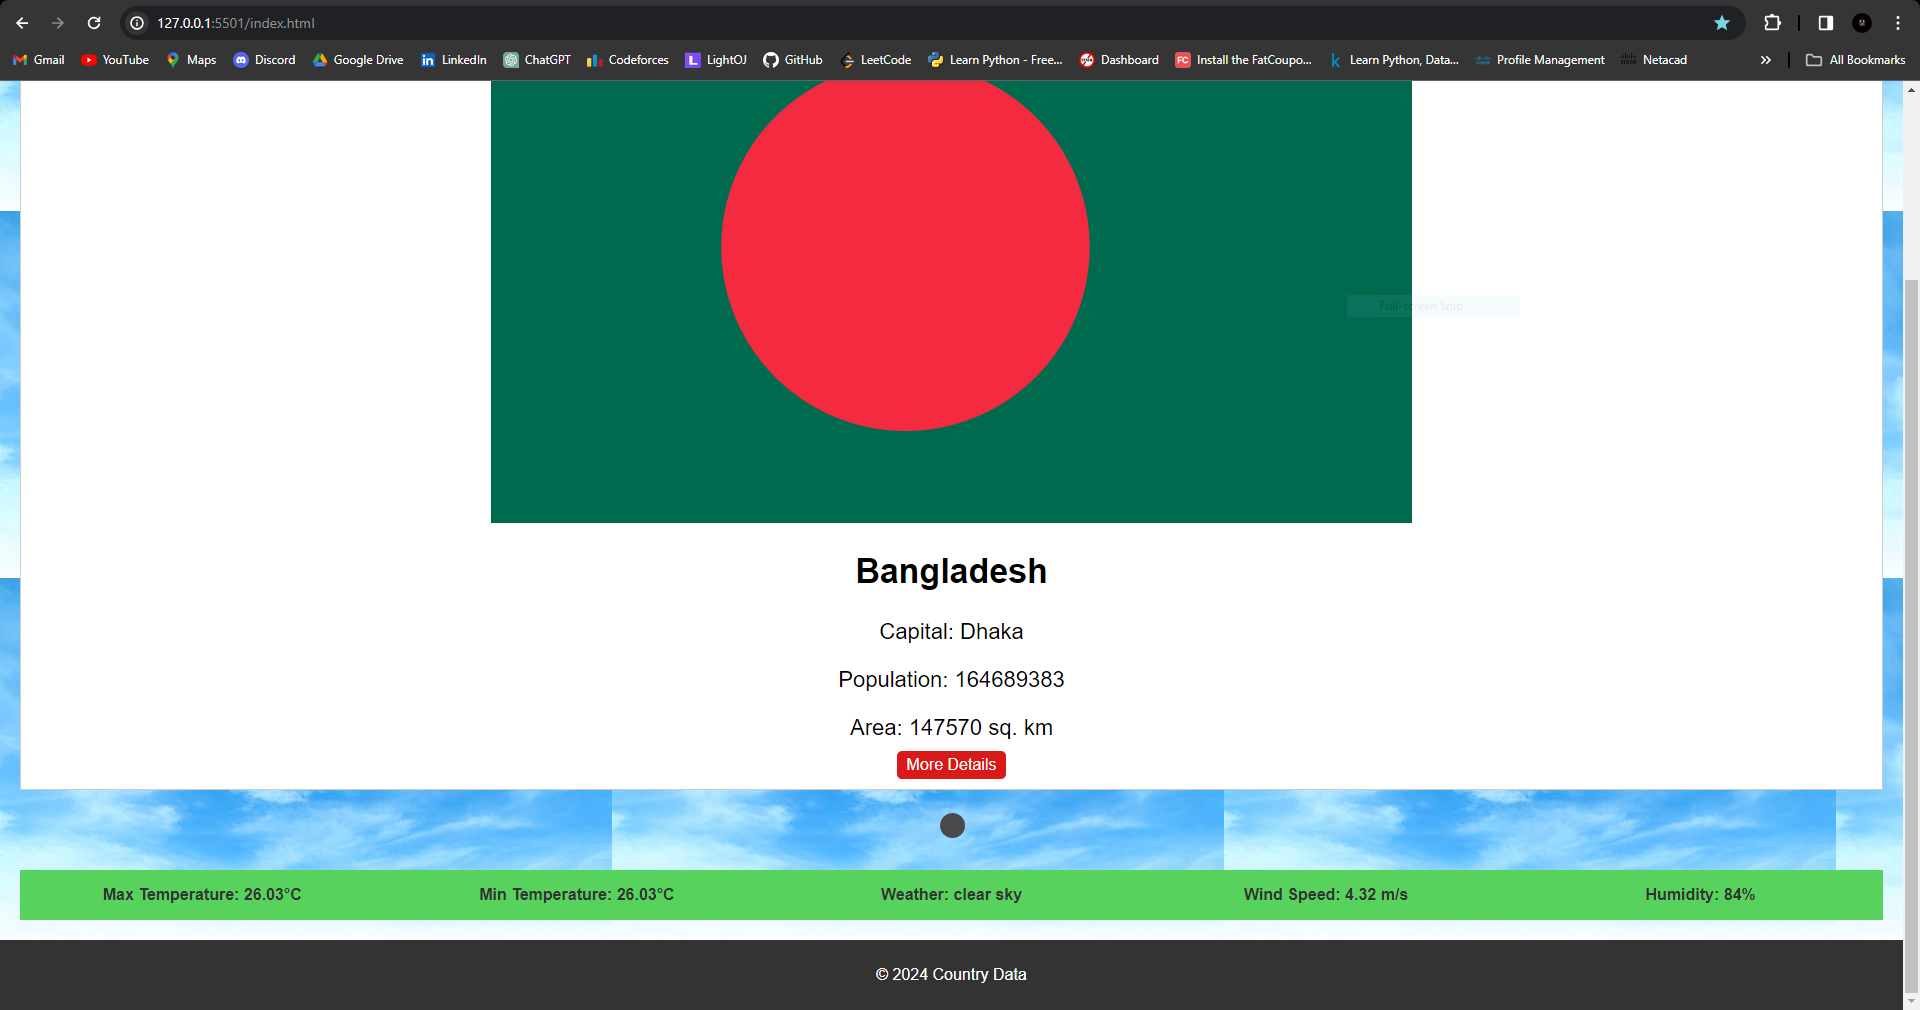 127.0.0.1:5501/index.html
Gmail YouTube Maps Discord Google Drive LinkedIn ChatGPT Codeforces LightOJ GitHub LeetCode Learn Python - Free... Dashboard FC Install the FatCoupo... Learn Python, Data... Profile Management Netacad All Bookmarks
Full-screen Snip
Bangladesh
Capital: Dhaka
Population: 164689383
Area: 147570 sq. km
More Details
Max Temperature: 26.03°C Min Temperature: 26.03°C Weather: clear sky Wind Speed: 4.32 m/s Humidity: 84%
© 2024 Country Data